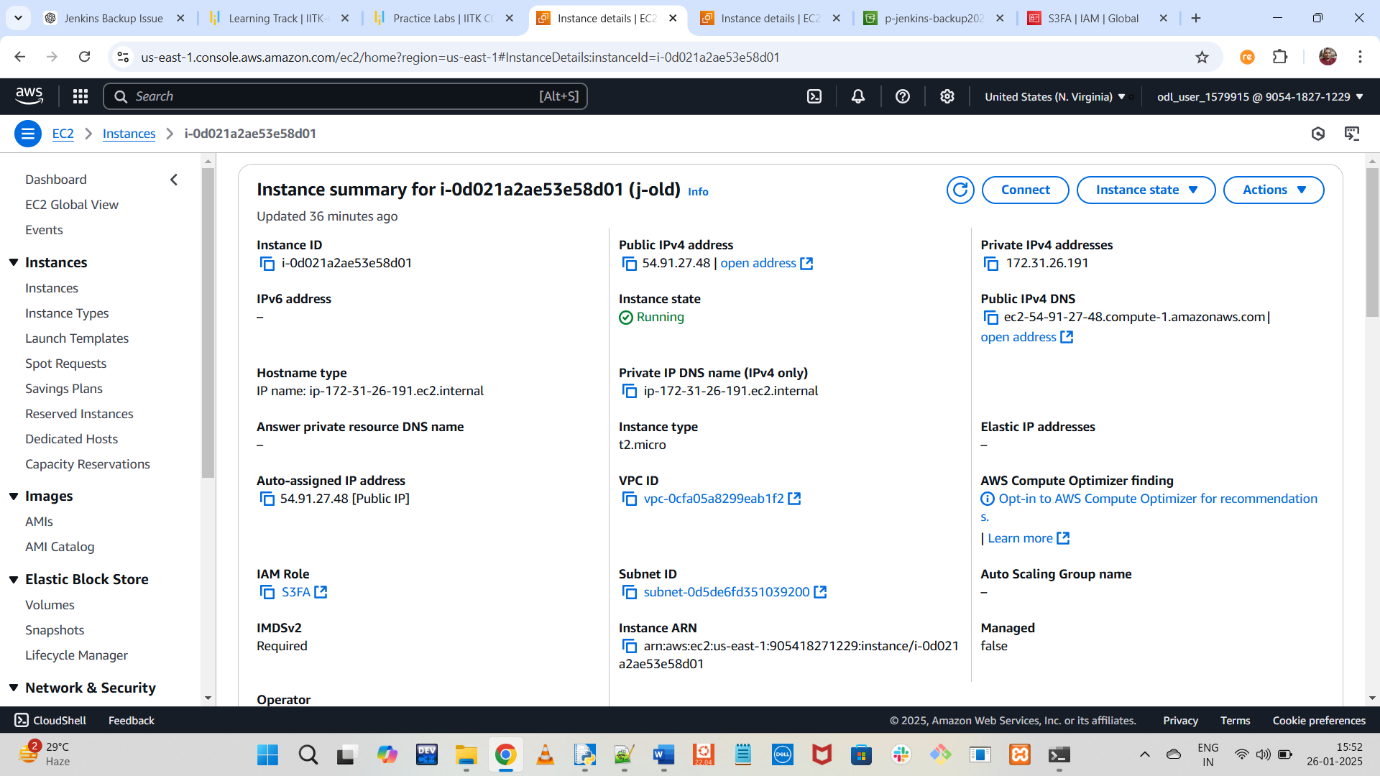 Jenkins Backup Issue
Learning Track | IITK-
Practice Labs | IITK CC
Instance details | EC2
Instance details | EC2
p-jenkins-backup202
S3FA | IAM | Global
us-east-1.console.aws.amazon.com/ec2/home?region=us-east-1#InstanceDetails:instanceId=i-0d021a2ae53e58d01
re
aws
Search
[Alt+S]
United States (N. Virginia)
odl_user_1579915 @ 9054-1827-1229
EC2 > Instances > i-0d021a2ae53e58d01
Dashboard
EC2 Global View
Events
Instances
Instances
Instance Types
Launch Templates
Spot Requests
Savings Plans
Reserved Instances
Dedicated Hosts
Capacity Reservations
Images
AMIs
AMI Catalog
Elastic Block Store
Volumes
Snapshots
Lifecycle Manager
Network & Security
Instance summary for i-0d021a2ae53e58d01 (j-old) Info
Updated 36 minutes ago
Connect
Instance state
Actions
Instance ID
i-0d021a2ae53e58d01
Public IPv4 address
54.91.27.48 | open address
Private IPv4 addresses
172.31.26.191
IPv6 address
–
Instance state
Running
Public IPv4 DNS
ec2-54-91-27-48.compute-1.amazonaws.com |
open address
Hostname type
IP name: ip-172-31-26-191.ec2.internal
Private IP DNS name (IPv4 only)
ip-172-31-26-191.ec2.internal
Answer private resource DNS name
–
Instance type
t2.micro
Elastic IP addresses
–
Auto-assigned IP address
54.91.27.48 [Public IP]
VPC ID
vpc-0cfa05a8299eab1f2
AWS Compute Optimizer finding
Opt-in to AWS Compute Optimizer for recommendation
s.
| Learn more
IAM Role
S3FA
Subnet ID
subnet-0d5de6fd351039200
Auto Scaling Group name
–
IMDSv2
Required
Instance ARN
arn:aws:ec2:us-east-1:905418271229:instance/i-0d021
a2ae53e58d01
Managed
false
Operator
CloudShell
Feedback
© 2025, Amazon Web Services, Inc. or its affiliates.
Privacy
Terms
Cookie preferences
2
29°C
Haze
DEV
22.04
DELL
ENG
IN
15:52
26-01-2025